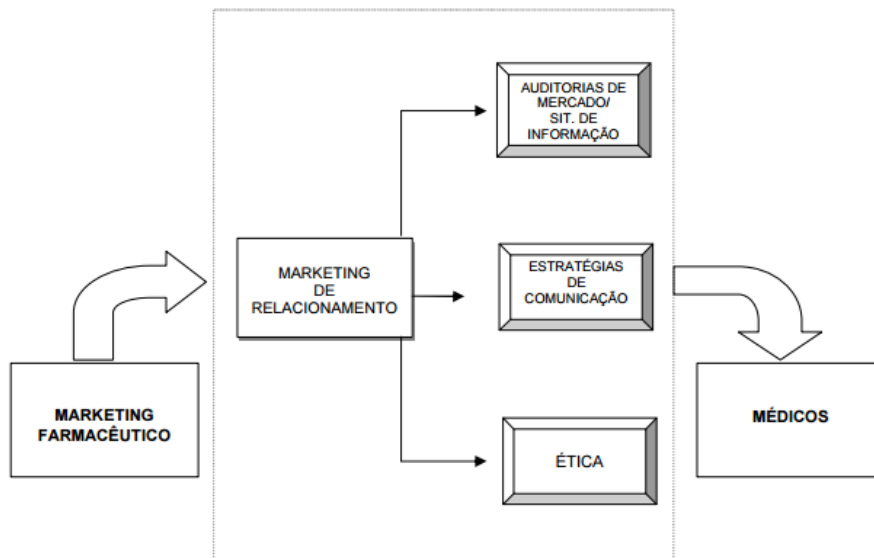 AUDITORIAS DE
MERCADO/
SIT. DE
INFORMAÇÃO
MARKETING
DE
RELACIONAMENTO
ESTRATÉGIAS
DE
COMUNICAÇÃO
MARKETING
FARMACÊUTICO
MÉDICOS
ÉTICA